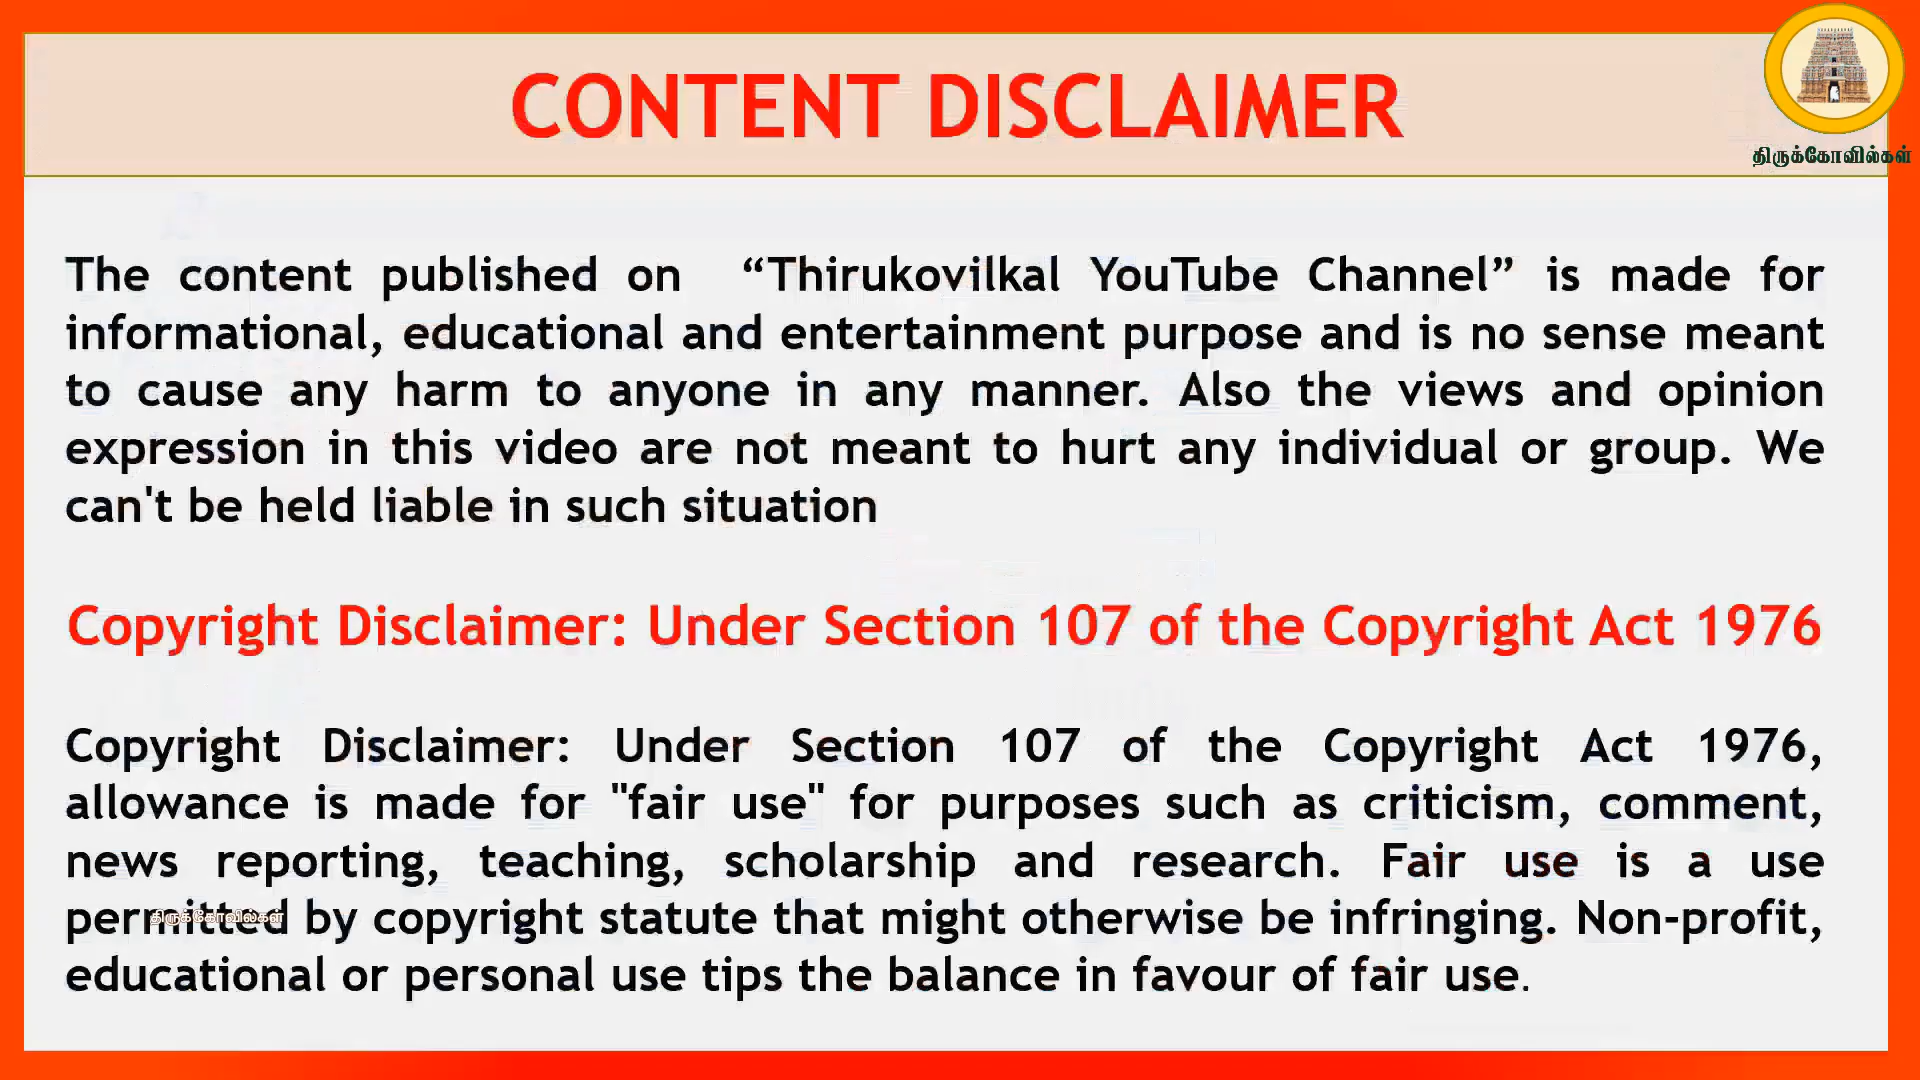 CONTENT DISCLAIMER
திருக்கோவில்கள்
The content published on “Thirukovilkal YouTube Channel” is made for
informational, educational and entertainment purpose and is no sense meant
to cause any harm to anyone in any manner. Also the views and opinion
expression in this video are not meant to hurt any individual or group. We
can't be held liable in such situation
Copyright Disclaimer: Under Section 107 of the Copyright Act 1976
Copyright Disclaimer: Under Section 107 of the Copyright Act 1976,
allowance is made for "fair use" for purposes such as criticism, comment,
news reporting, teaching, scholarship and research. Fair use is a use
permitted by copyright statute that might otherwise be infringing. Non-profit,
திருக்கோவில்கள்
educational or personal use tips the balance in favour of fair use.